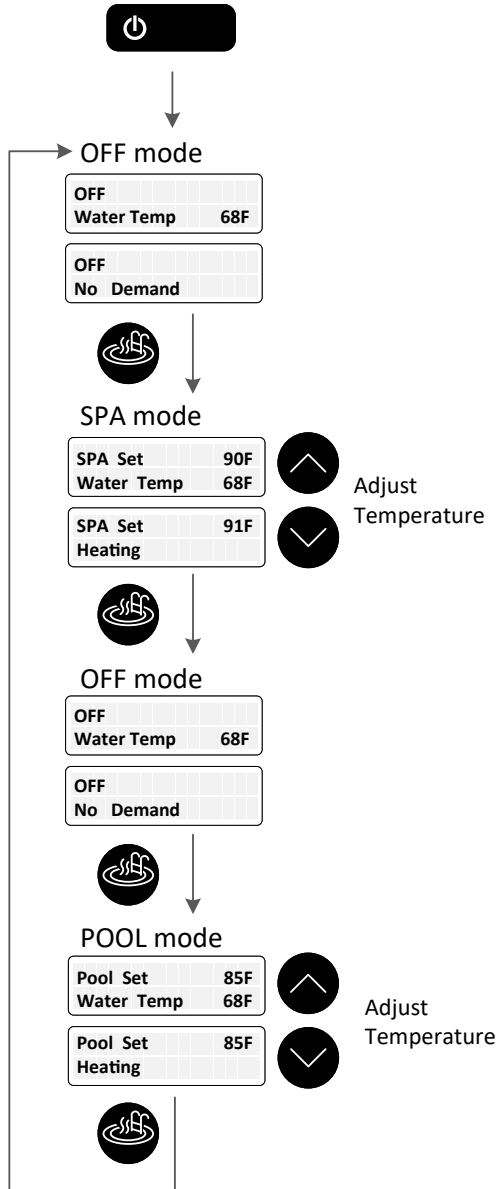 OFF mode
OFF
Water Temp 68F
OFF
No Demand
SPA mode
SPA Set 90F
Water Temp 68F
SPA Set 91F
Heating
Adjust
Temperature
OFF mode
OFF
Water Temp 68F
OFF
No Demand
POOL mode
Pool Set 85F
Water Temp 68F
Pool Set 85F
Heating
Adjust
Temperature